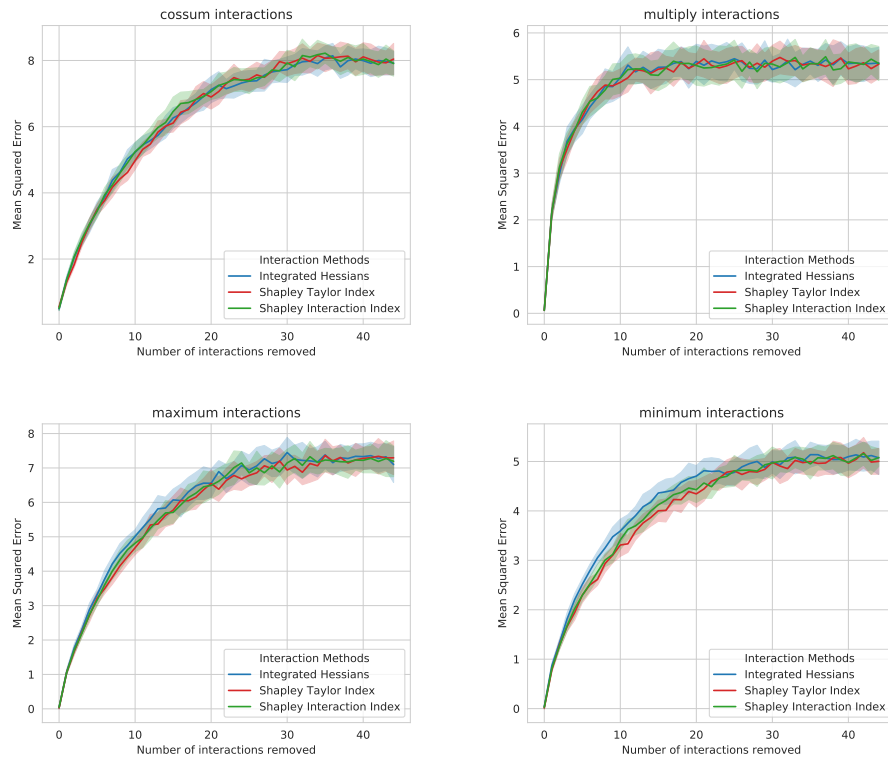 cossum interactions
8
6
4
2
Mean Squared Error
Interaction Methods
Integrated Hessians
Shapley Taylor Index
Shapley Interaction Index
0 10 20 30 40
Number of interactions removed
multiply interactions
6
5
4
3
2
1
0
Mean Squared Error
Interaction Methods
Integrated Hessians
Shapley Taylor Index
Shapley Interaction Index
0 10 20 30 40
Number of interactions removed
maximum interactions
8
7
6
5
4
3
2
1
0
Mean Squared Error
Interaction Methods
Integrated Hessians
Shapley Taylor Index
Shapley Interaction Index
0 10 20 30 40
Number of interactions removed
minimum interactions
5
4
3
2
1
0
Mean Squared Error
Interaction Methods
Integrated Hessians
Shapley Taylor Index
Shapley Interaction Index
0 10 20 30 40
Number of interactions removed